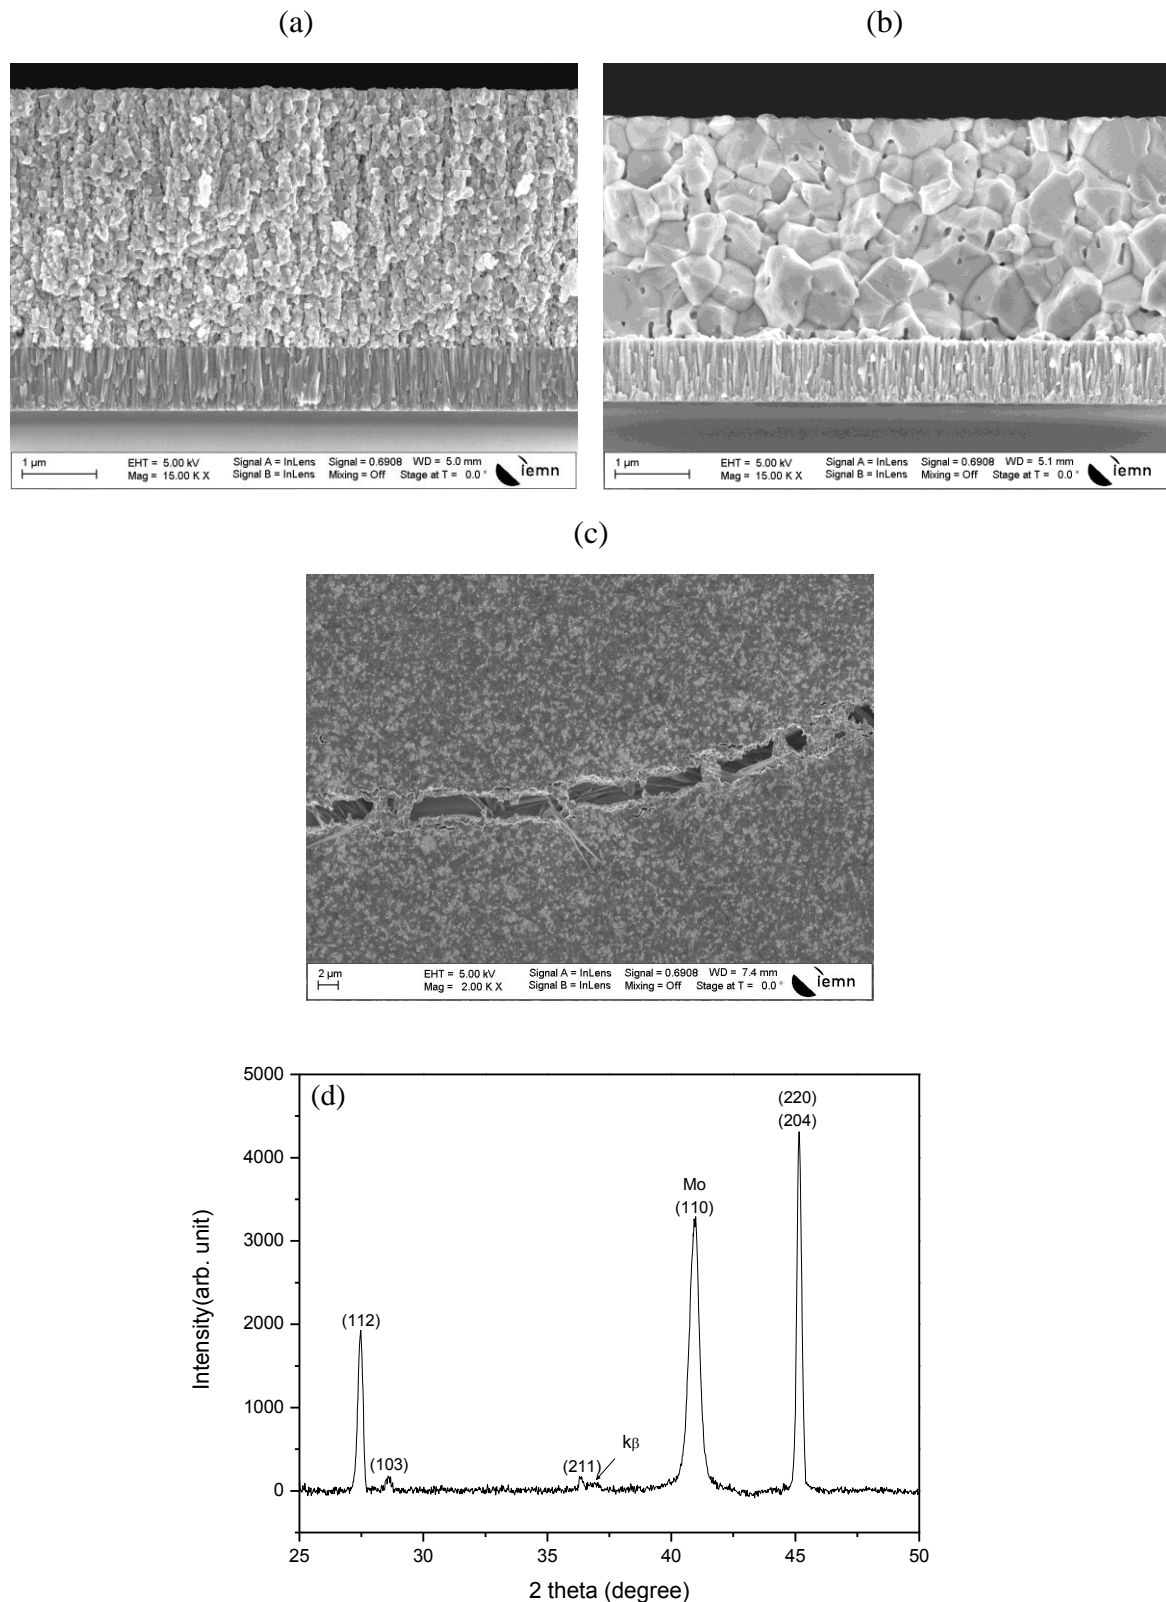 (a)
(b)
1 µm
EHT = 5.00 kV Signal A = InLens Signal = 0.6908 WD = 5.0 mm
Mag = 15.00 K X Signal B = InLens Mixing = Off Stage at T = 0.0 °
iemn
1 µm
EHT = 5.00 kV Signal A = InLens Signal = 0.6908 WD = 5.1 mm
Mag = 15.00 K X Signal B = InLens Mixing = Off Stage at T = 0.0 °
iemn
(c)
2 µm
EHT = 5.00 kV Signal A = InLens Signal = 0.6908 WD = 7.4 mm
Mag = 2.00 K X Signal B = InLens Mixing = Off Stage at T = 0.0 °
iemn
(d)
5000
4000
3000
2000
1000
0
Intensity(arb. unit)
(112)
(103)
(211)
kβ
Mo
(110)
(220)
(204)
25 30 35 40 45 50
2 theta (degree)